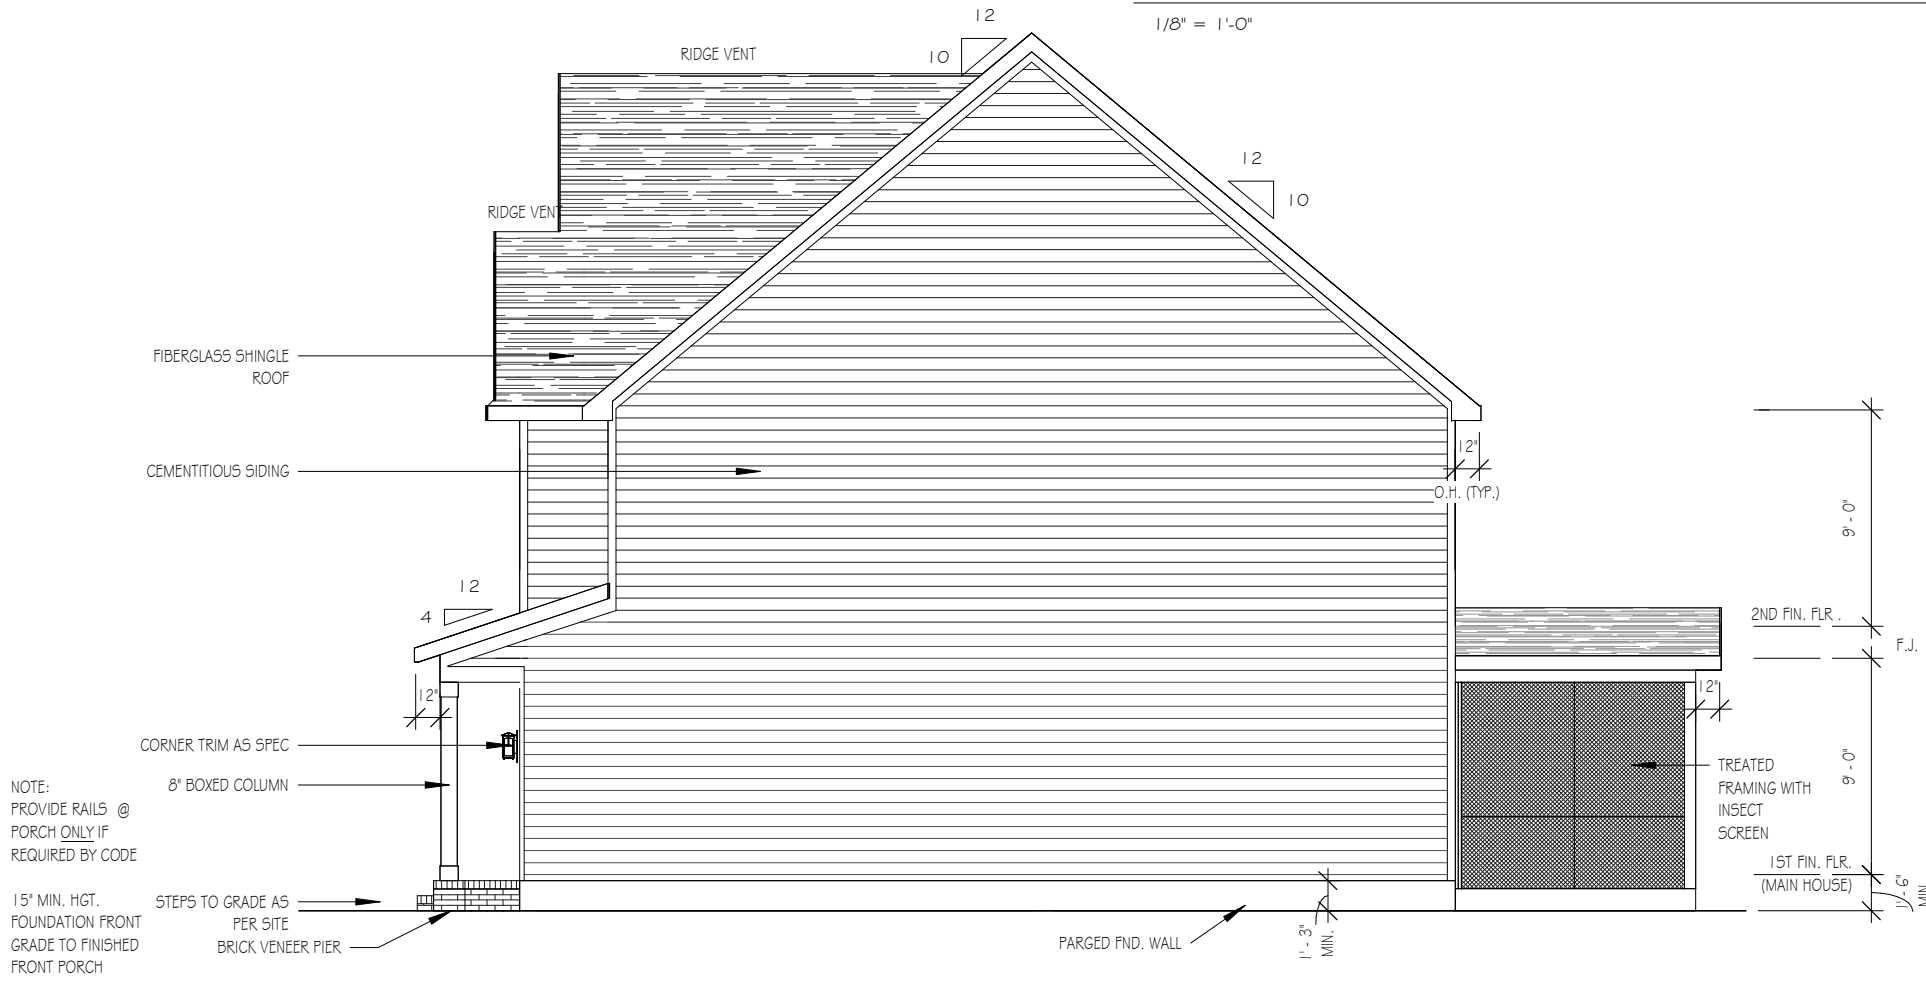 1/8" = 1'-0"
12
10
RIDGE VENT
12
10
RIDGE VENT
FIBERGLASS SHINGLE
ROOF
CEMENTITIOUS SIDING
12"
O.H. (TYP.)
9' - 0"
12
4
2ND FIN. FLR.
F.J.
12"
12"
CORNER TRIM AS SPEC
8" BOXED COLUMN
NOTE:
PROVIDE RAILS @
PORCH ONLY IF
REQUIRED BY CODE
TREATED
FRAMING WITH
INSECT
SCREEN
9' - 0"
1ST FIN. FLR.
(MAIN HOUSE)
1' - 6"
MIN.
15" MIN. HGT.
FOUNDATION FRONT
GRADE TO FINISHED
FRONT PORCH
STEPS TO GRADE AS
PER SITE
BRICK VENEER PIER
PARGED FND. WALL
1' - 3"
MIN.